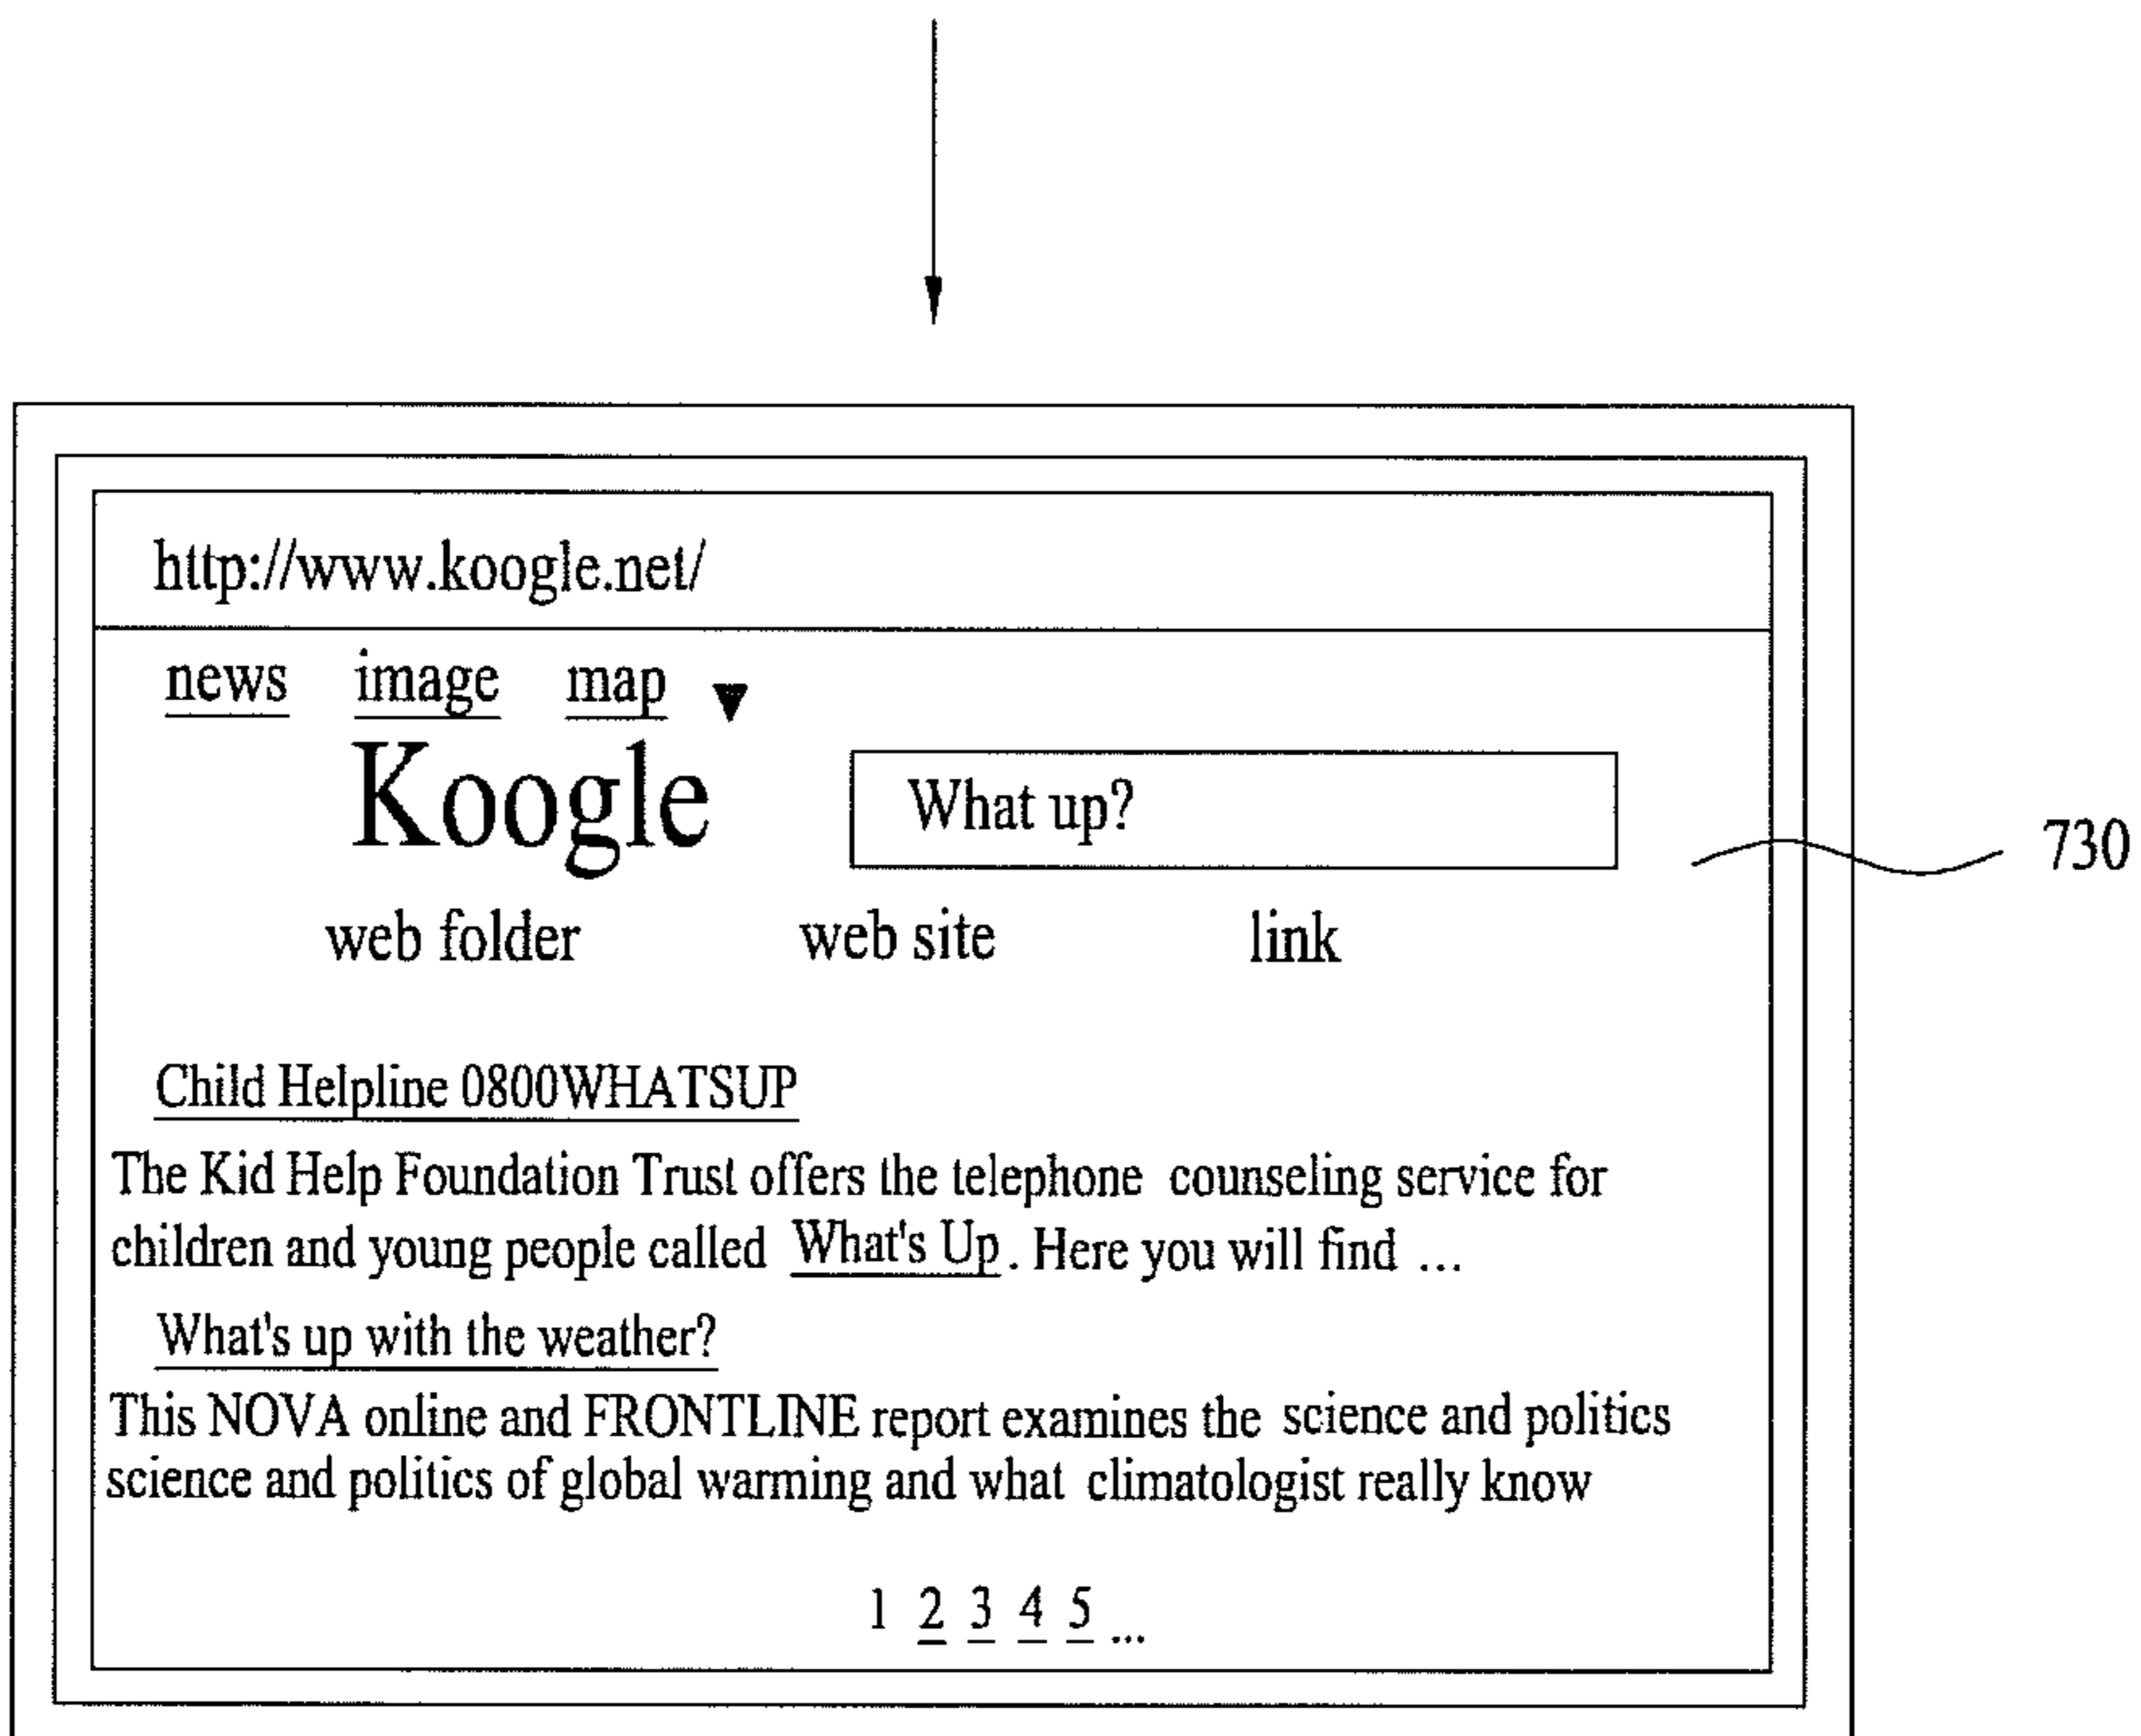 http://www.koogle.net/
news image map ▼
Koogle What up?
730
web folder web site link
Child Helpline 0800WHATSUP
The Kid Help Foundation Trust offers the telephone counseling service for
children and young people called What's Up. Here you will find ...
What's up with the weather?
This NOVA online and FRONTLINE report examines the science and politics
science and politics of global warming and what climatologist really know
1 2 3 4 5 ...